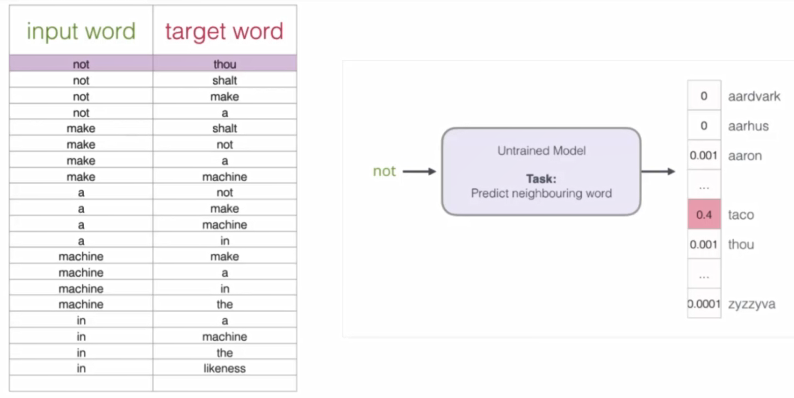 input word target word
not thou
not shalt
not make
not a
make shalt
make not
make a
make machine
a not
a make
a machine
a in
machine make
machine a
machine in
machine the
in a
in machine
in the
in likeness
not
Untrained Model
Task:
Predict neighbouring word
0 aardvark
0 aarhus
0.001 aaron
...
0.4 taco
0.001 thou
...
0.0001 zyzzyva